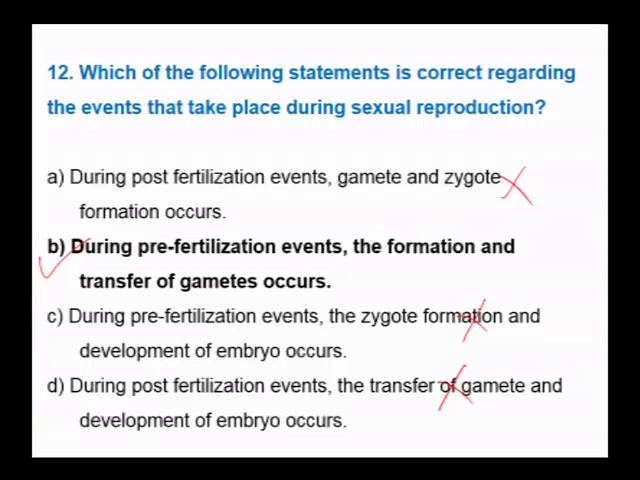 12. Which of the following statements is correct regarding
the events that take place during sexual reproduction?
a) During post fertilization events, gamete and zygote
formation occurs.
b) During pre-fertilization events, the formation and
transfer of gametes occurs.
c) During pre-fertilization events, the zygote formation and
development of embryo occurs.
d) During post fertilization events, the transfer of gamete and
development of embryo occurs.